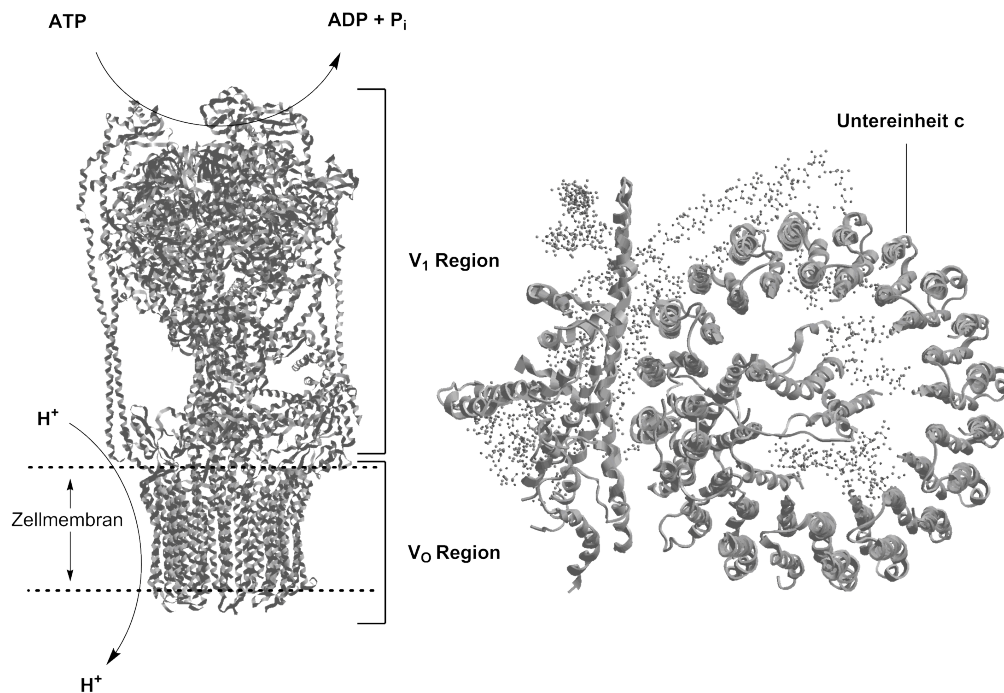 ATP
ADP + Pi
Untereinheit c
V1 Region
H+
Zellmembran
VO Region
H+